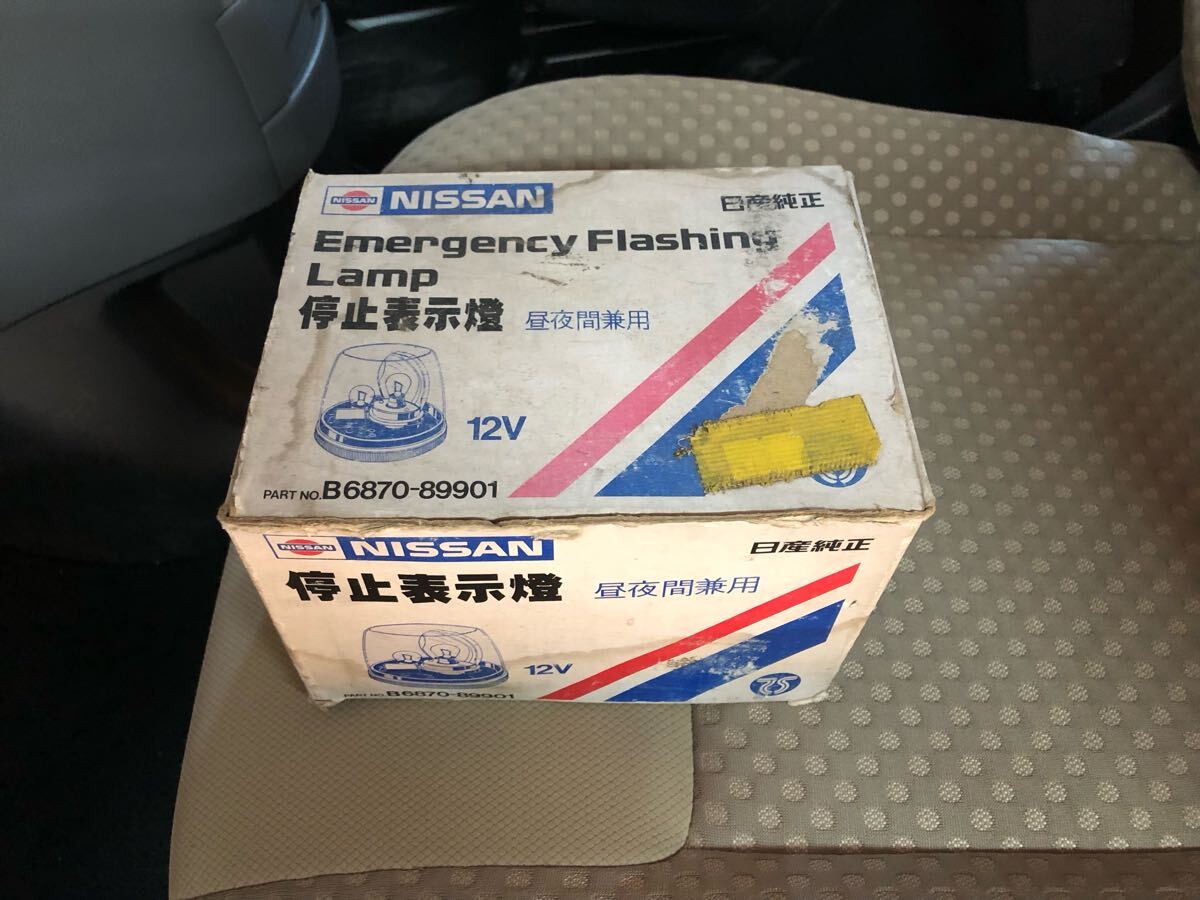 NISSAN NISSAN 日産純正
Emergency Flashing
Lamp
停止表示燈 昼夜間兼用
12V
PART NO. B6870-89901
NISSAN NISSAN 日産純正
停止表示燈 昼夜間兼用
12V
PART NO. B6870-89901